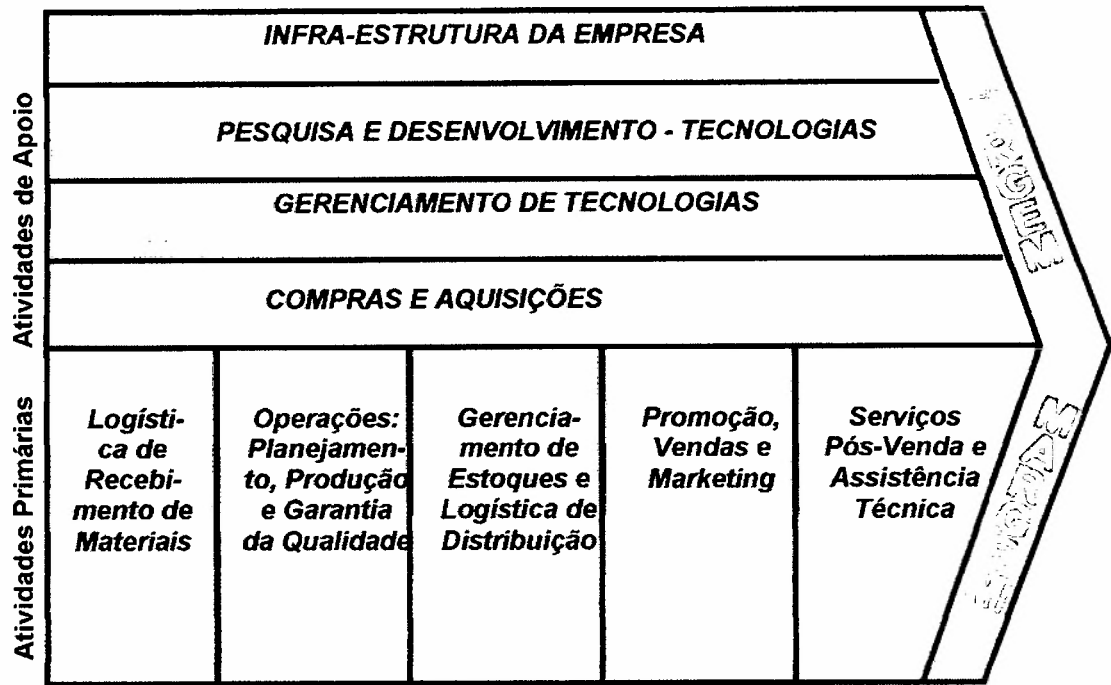 INFRA-ESTRUTURA DA EMPRESA
PESQUISA E DESENVOLVIMENTO - TECNOLOGIAS
GERENCIAMENTO DE TECNOLOGIAS
COMPRAS E AQUISIÇÕES
Atividades de Apoio
Atividades Primárias
Logísti-
ca de
Recebi-
mento de
Materiais
Operações:
Planejamen-
to, Produção
e Garantia
da Qualidade
Gerencia-
mento de
Estoques e
Logística de
Distribuição
Promoção,
Vendas e
Marketing
Serviços
Pós-Venda e
Assistência
Técnica